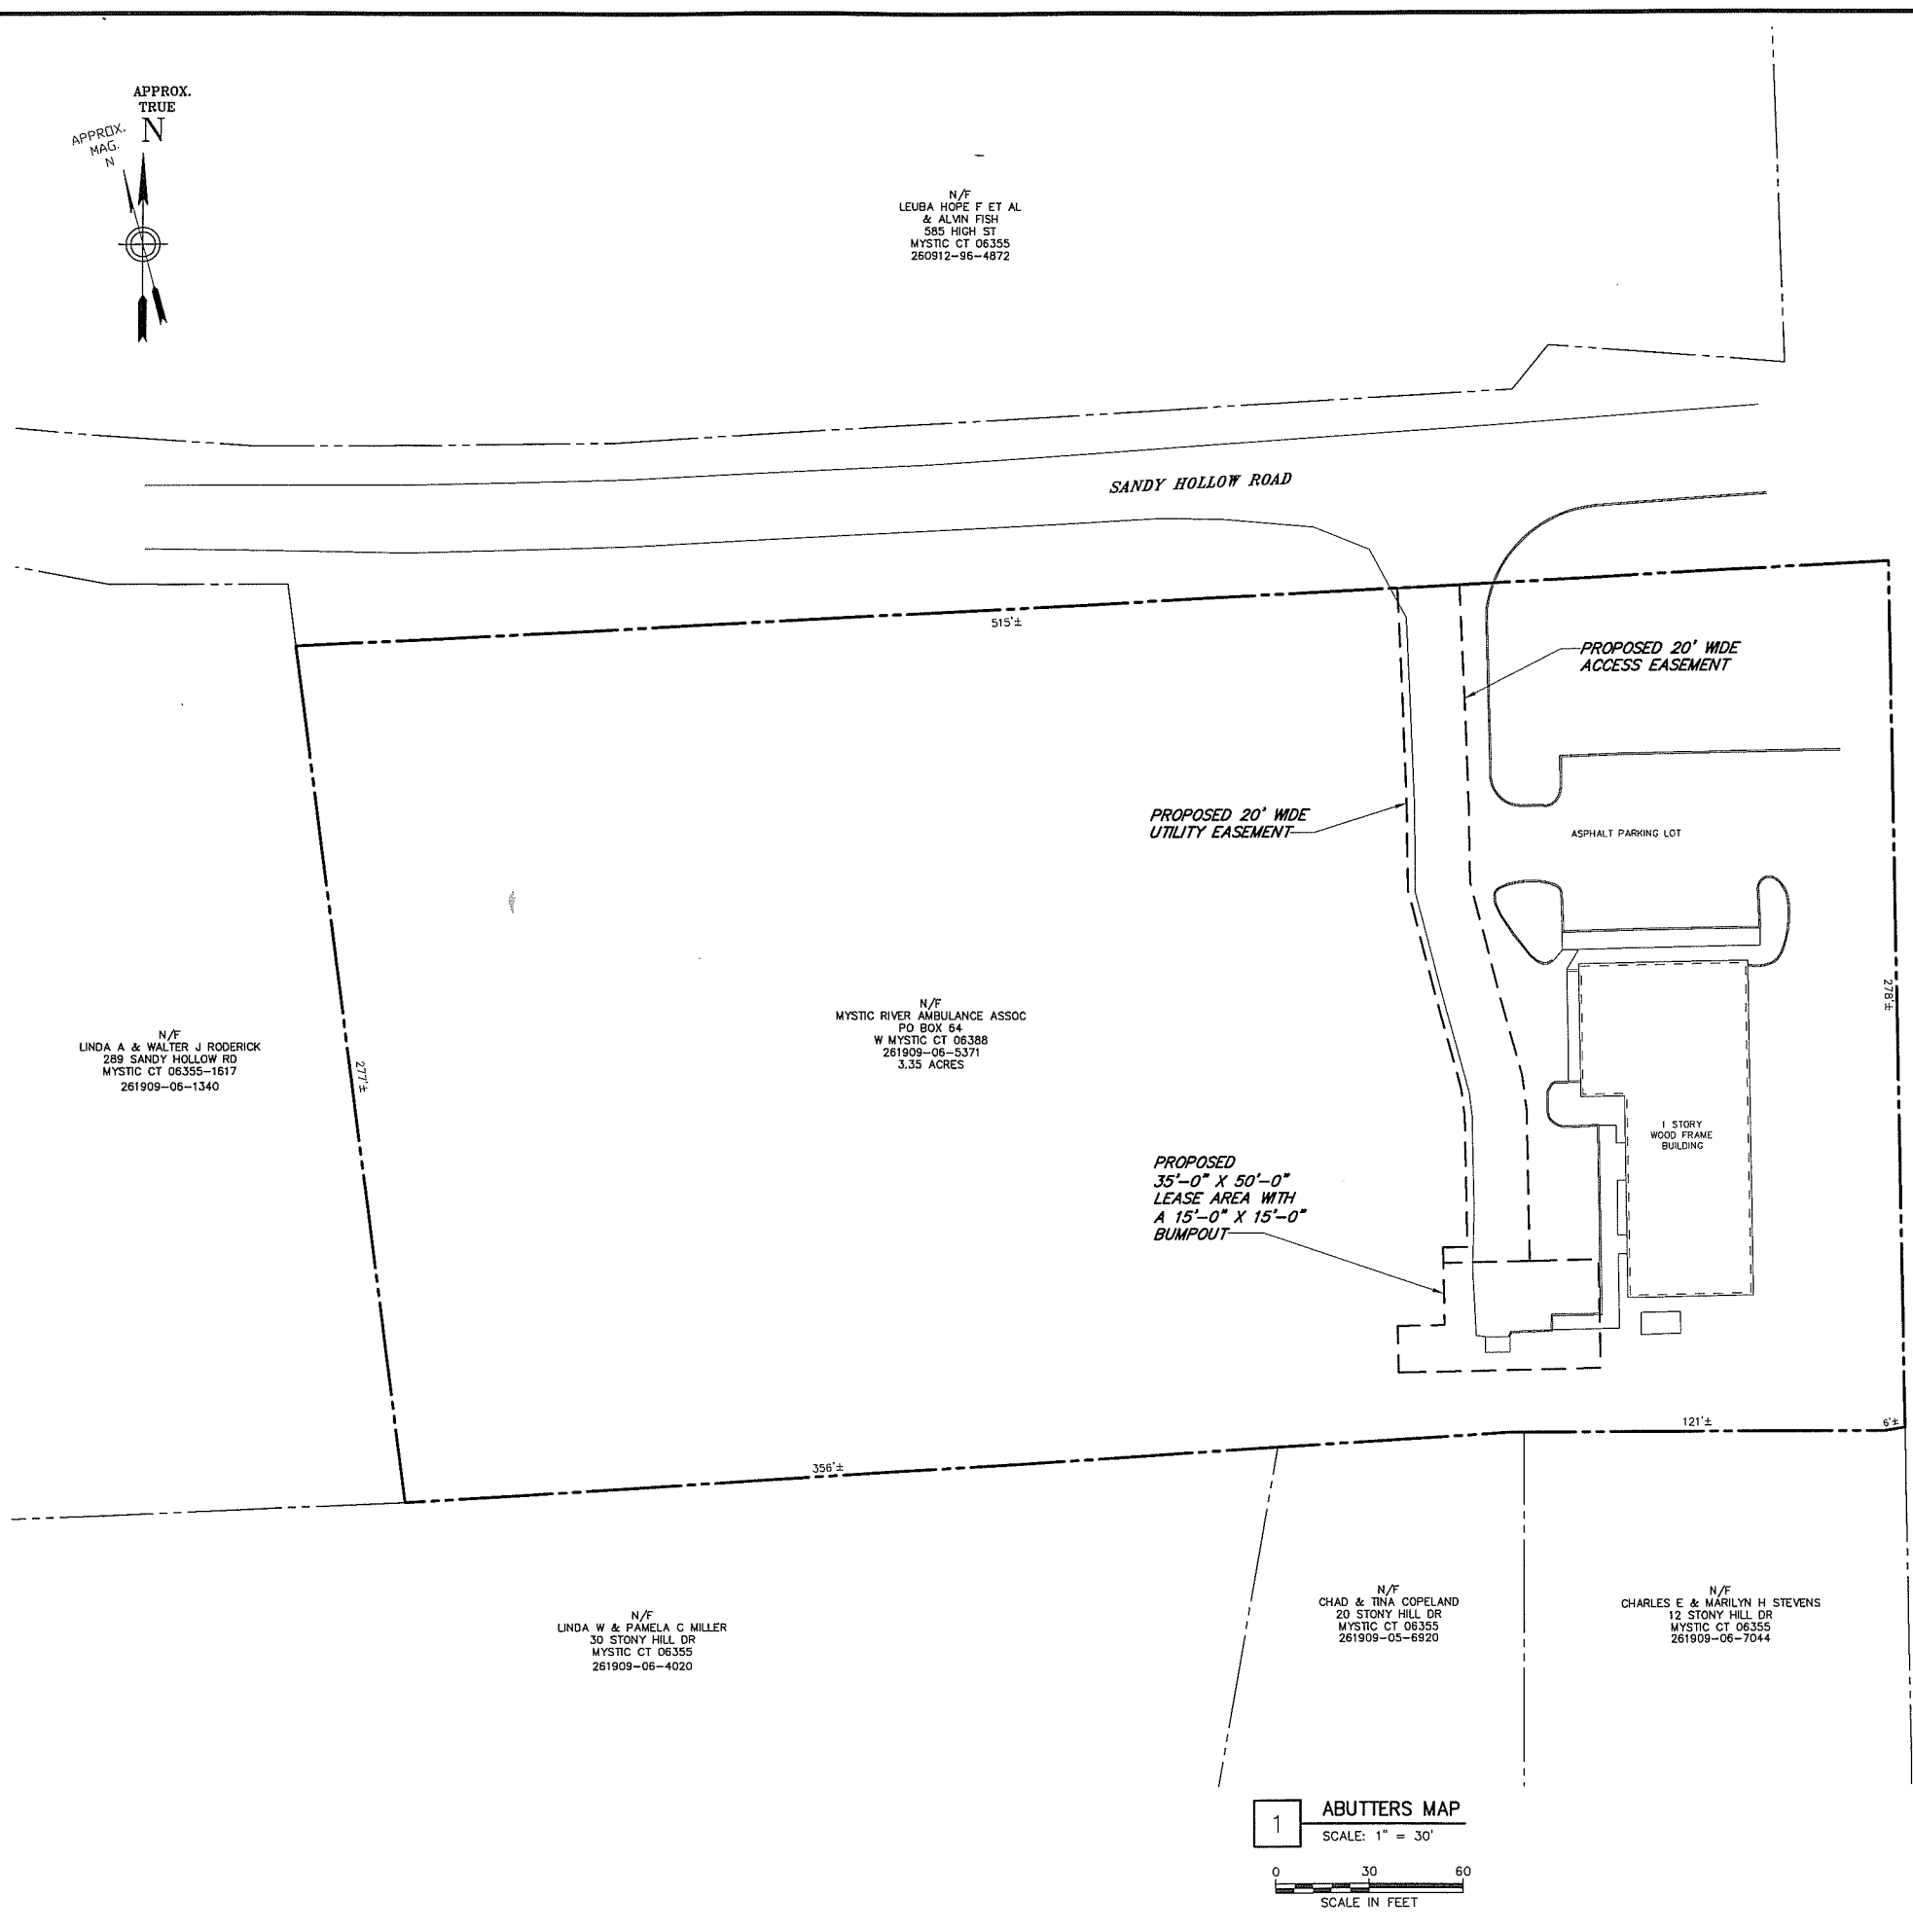 APPROX.
TRUE
N
APPROX.
MAG.
N
N/F
LEUBA HOPE F ET AL
& ALVIN FISH
585 HIGH ST
MYSTIC CT 06355
260912-96-4872
SANDY HOLLOW ROAD
515'±
PROPOSED 20' WIDE
ACCESS EASEMENT
PROPOSED 20' WIDE
UTILITY EASEMENT
ASPHALT PARKING LOT
278'±
N/F
MYSTIC RIVER AMBULANCE ASSOC
PO BOX 64
W MYSTIC CT 06388
261909-06-5371
3.35 ACRES
N/F
LINDA A & WALTER J RODERICK
289 SANDY HOLLOW RD
MYSTIC CT 06355-1617
261909-06-1340
277'±
1 STORY
WOOD FRAME
BUILDING
PROPOSED
35'-0" X 50'-0"
LEASE AREA WITH
A 15'-0" X 15'-0"
BUMPOUT
121'±
6'±
356'±
N/F
LINDA W & PAMELA C MILLER
30 STONY HILL DR
MYSTIC CT 06355
261909-06-4020
N/F
CHAD & TINA COPELAND
20 STONY HILL DR
MYSTIC CT 06355
261909-05-6920
N/F
CHARLES E & MARILYN H STEVENS
12 STONY HILL DR
MYSTIC CT 06355
261909-06-7044
1
ABUTTERS MAP
SCALE: 1" = 30'
0 30 60
SCALE IN FEET